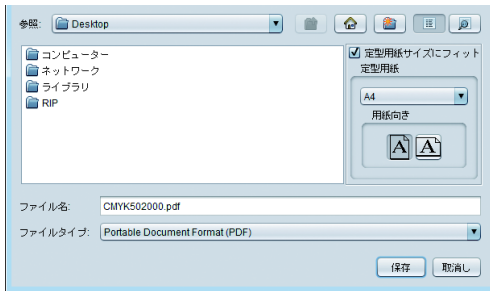 参照: Desktop
コンピューター
ネットワーク
ライブラリ
RIP
定型用紙サイズにフィット
定型用紙
A4
用紙向き
A A
ファイル名: CMYK502000.pdf
ファイルタイプ: Portable Document Format (PDF)
保存 取消し